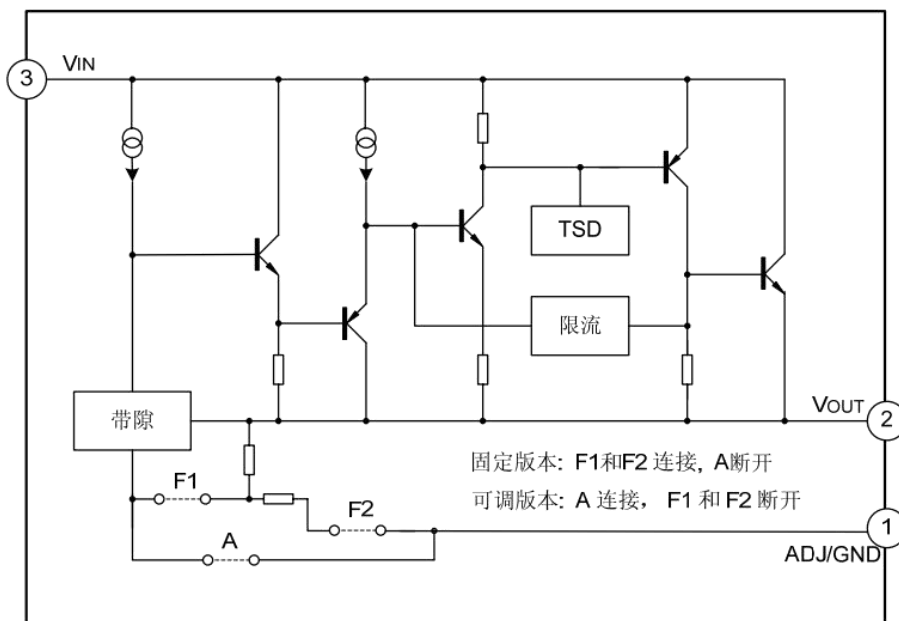 3
VIN
TSD
限流
带隙
VOUT
2
固定版本: F1和F2 连接, A断开
F1
可调版本: A 连接, F1 和 F2 断开
F2
1
A
ADJ/GND